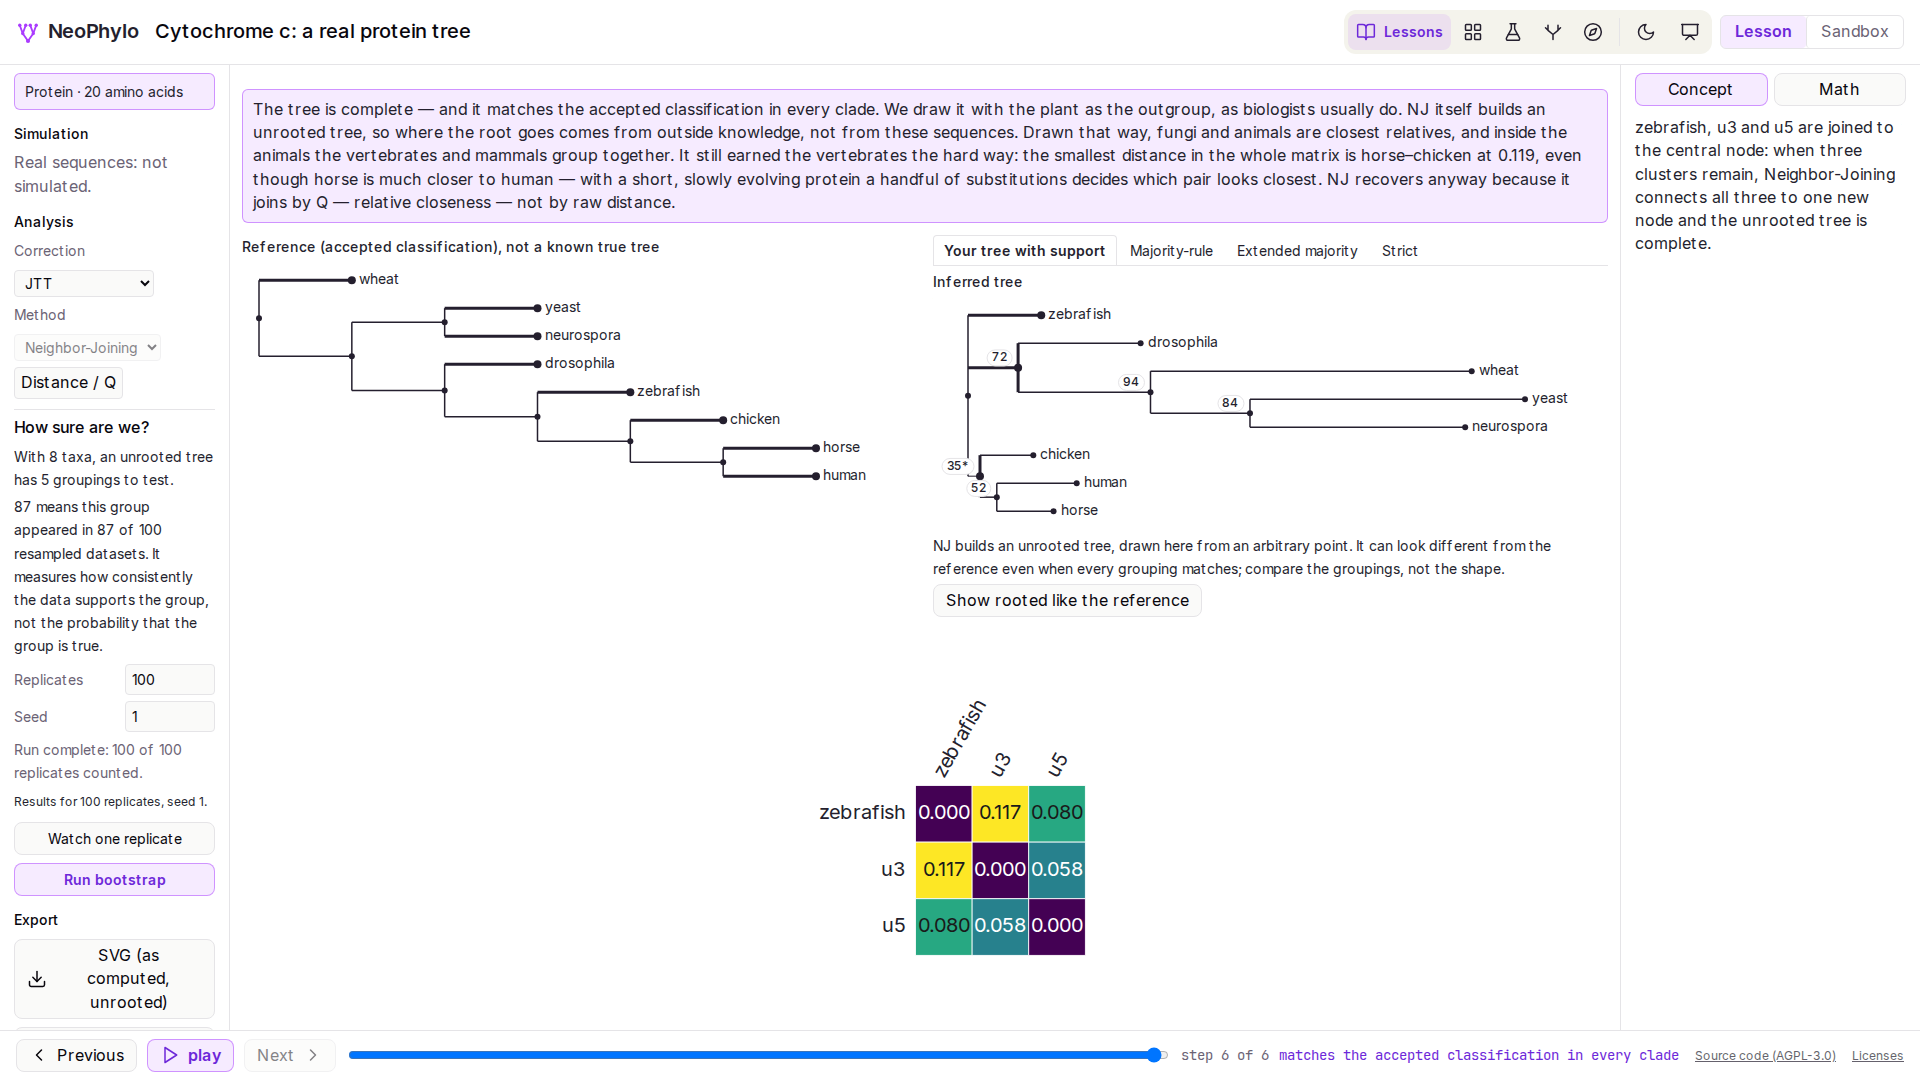 NeoPhylo
Cytochrome c: a real protein tree
Lessons
Lesson
Sandbox
Protein · 20 amino acids
Simulation
Real sequences: not
simulated.
Analysis
Correction
JTT
Method
Neighbor-Joining
Distance / Q
How sure are we?
With 8 taxa, an unrooted tree
has 5 groupings to test.
87 means this group
appeared in 87 of 100
resampled datasets. It
measures how consistently
the data supports the group,
not the probability that the
group is true.
Replicates
100
Seed
1
Run complete: 100 of 100
replicates counted.
Results for 100 replicates, seed 1.
Watch one replicate
Run bootstrap
Export
SVG (as
computed,
unrooted)
The tree is complete — and it matches the accepted classification in every clade. We draw it with the plant as the outgroup, as biologists usually do. NJ itself builds an
unrooted tree, so where the root goes comes from outside knowledge, not from these sequences. Drawn that way, fungi and animals are closest relatives, and inside the
animals the vertebrates and mammals group together. It still earned the vertebrates the hard way: the smallest distance in the whole matrix is horse–chicken at 0.119, even
though horse is much closer to human — with a short, slowly evolving protein a handful of substitutions decides which pair looks closest. NJ recovers anyway because it
joins by Q — relative closeness — not by raw distance.
Reference (accepted classification), not a known true tree
wheat
yeast
neurospora
drosophila
zebrafish
chicken
horse
human
Your tree with support
Majority-rule
Extended majority
Strict
Inferred tree
zebrafish
drosophila
72
wheat
94
yeast
84
neurospora
chicken
35*
human
52
horse
NJ builds an unrooted tree, drawn here from an arbitrary point. It can look different from the
reference even when every grouping matches; compare the groupings, not the shape.
Show rooted like the reference
zebrafish u3 u5
zebrafish 0.000 0.117 0.080
u3 0.117 0.000 0.058
u5 0.080 0.058 0.000
Concept
Math
zebrafish, u3 and u5 are joined to
the central node: when three
clusters remain, Neighbor-Joining
connects all three to one new
node and the unrooted tree is
complete.
Previous
play
Next
step 6 of 6
matches the accepted classification in every clade
Source code (AGPL-3.0)
Licenses